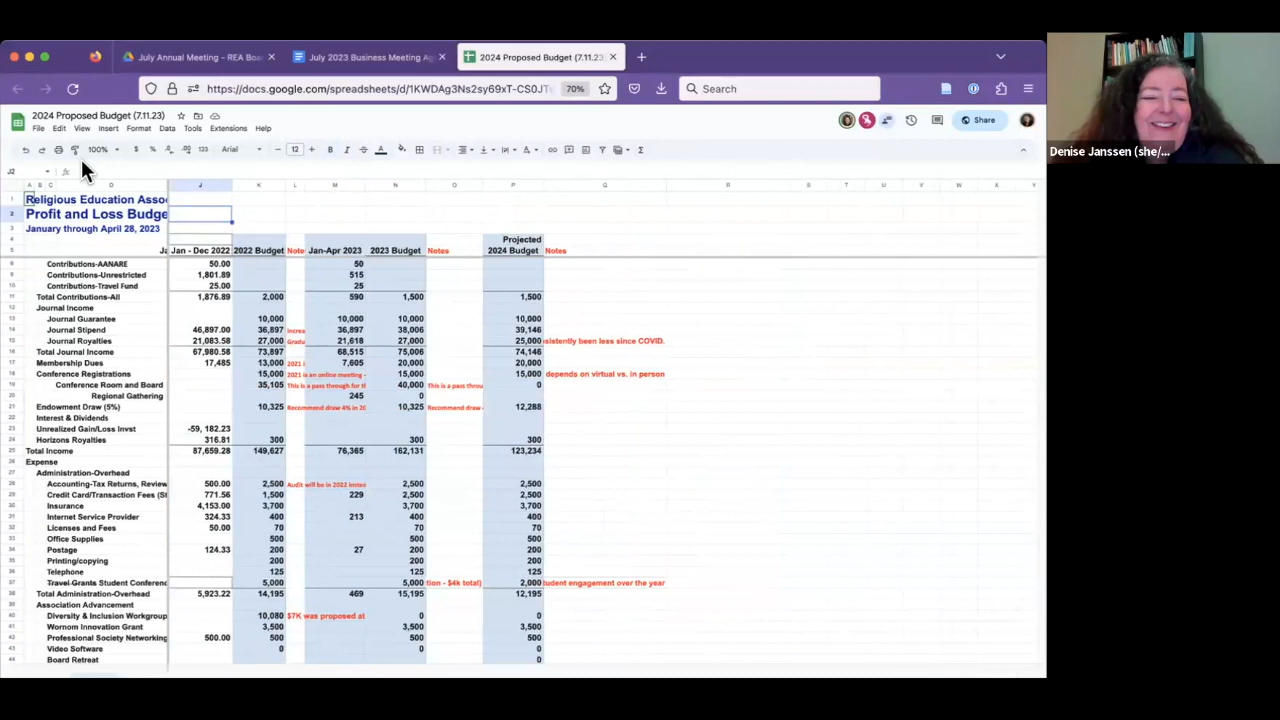 July Annual Meeting - REA Boa
July 2023 Business Meeting Ag
2024 Proposed Budget (7.11.23)
https://docs.google.com/spreadsheets/d/1KWDAg3Ns2sy69xT-CS0JT
70%
Search
2024 Proposed Budget (7.11.23)
File Edit View Insert Format Data Tools Extensions Help
Share
100% $ % .0 .00 123 Arial 12
J2 fx
A B C D J K L M N O P Q R S T U V W X Y
Religious Education Asso
Profit and Loss Budge
January through April 28, 2023
Projected
Ja Jan - Dec 2022 2022 Budget Note Jan-Apr 2023 2023 Budget Notes 2024 Budget Notes
Contributions-AANARE 50.00 50
Contributions-Unrestricted 1,801.89 515
Contributions-Travel Fund 25.00 25
Total Contributions-All 1,876.89 2,000 590 1,500 1,500
Journal Income
Journal Guarantee 10,000 10,000 10,000 10,000
Journal Stipend 46,897.00 36,897 Increa 36,897 38,006 39,146
Journal Royalties 21,083.58 27,000 Gradu 21,618 27,000 25,000 sistently been less since COVID.
Total Journal Income 67,980.58 73,897 68,515 75,006 74,146
Membership Dues 17,485 13,000 2021 i 7,605 20,000 20,000
Conference Registrations 15,000 2021 is an online meeting - 15,000 15,000 depends on virtual vs. in person
Conference Room and Board 35,105 This is a pass through for th 40,000 This is a pass throu 0
Regional Gathering 245 0
Endowment Draw (5%) 10,325 Recommend draw 4% in 20 10,325 Recommend draw 12,288
Interest & Dividends
Unrealized Gain/Loss Invst -59, 182.23
Horizons Royalties 316.81 300 300 300
Total Income 87,659.28 149,627 76,365 162,131 123,234
Expense
Administration-Overhead
Accounting-Tax Returns, Review 500.00 2,500 Audit will be in 2022 instea 2,500 2,500
Credit Card/Transaction Fees (St 771.56 1,500 229 2,500 2,500
Insurance 4,153.00 3,700 3,700 3,700
Internet Service Provider 324.33 400 213 400 400
Licenses and Fees 50.00 70 70 70
Office Supplies 500 500 500
Postage 124.33 200 27 200 200
Printing/copying 200 200 200
Telephone 125 125 125
Travel Grants Student Conferenc 5,000 5,000 tion - $4k total) 2,000 tudent engagement over the year
Total Administration-Overhead 5,923.22 14,195 469 15,195 12,195
Association Advancement
Diversity & Inclusion Workgroup 10,080 $7K was proposed at 0 0
Wornom Innovation Grant 3,500 3,500 3,500
Professional Society Networking 500.00 500 500 500
Video Software 0 0 0
Board Retreat 0
Denise Janssen (she/...